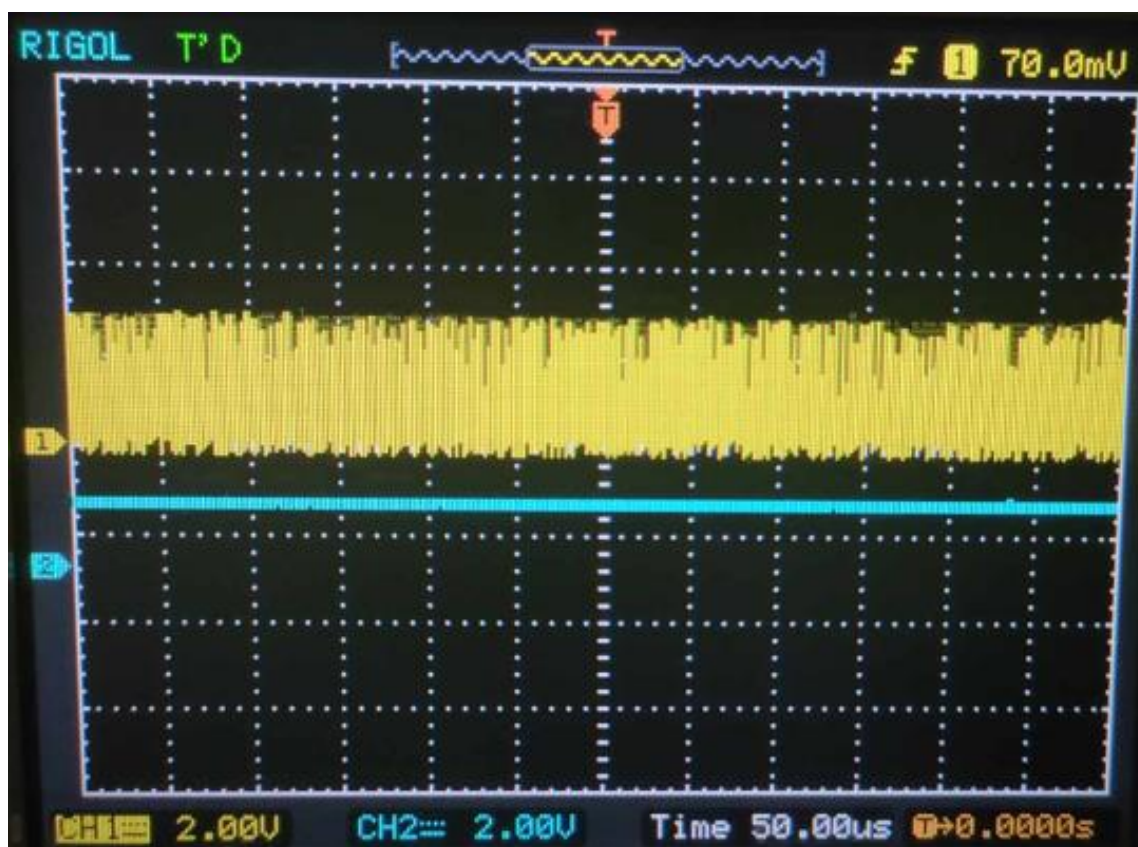 RIGOL T'D T 1 70.0mV
T
1
2
CH1 2.00V CH2 2.00V Time 50.00us T→0.0000s